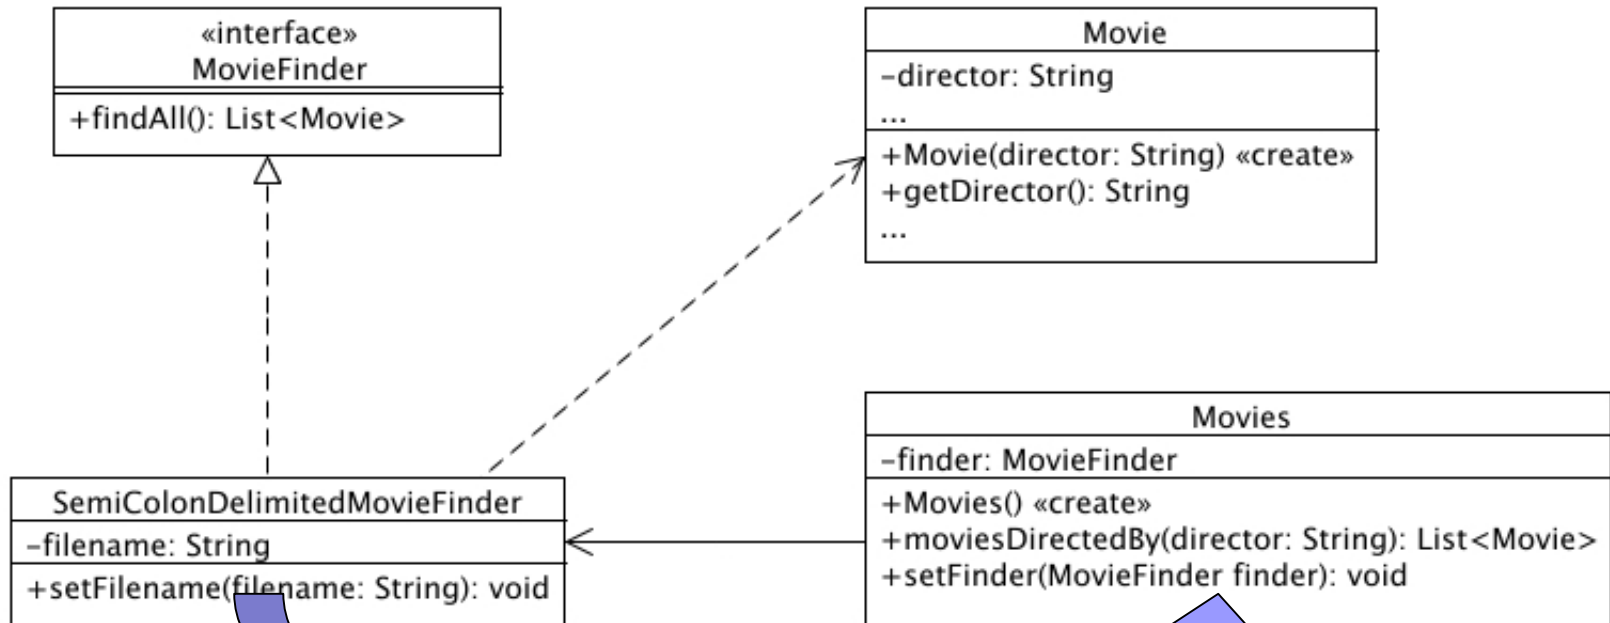 «interface»
MovieFinder
+findAll(): List<Movie>
Movie
-director: String
...
+Movie(director: String) «create»
+getDirector(): String
...
SemiColonDelimitedMovieFinder
-filename: String
+setFilename(filename: String): void
Movies
-finder: MovieFinder
+Movies() «create»
+moviesDirectedBy(director: String): List<Movie>
+setFinder(MovieFinder finder): void